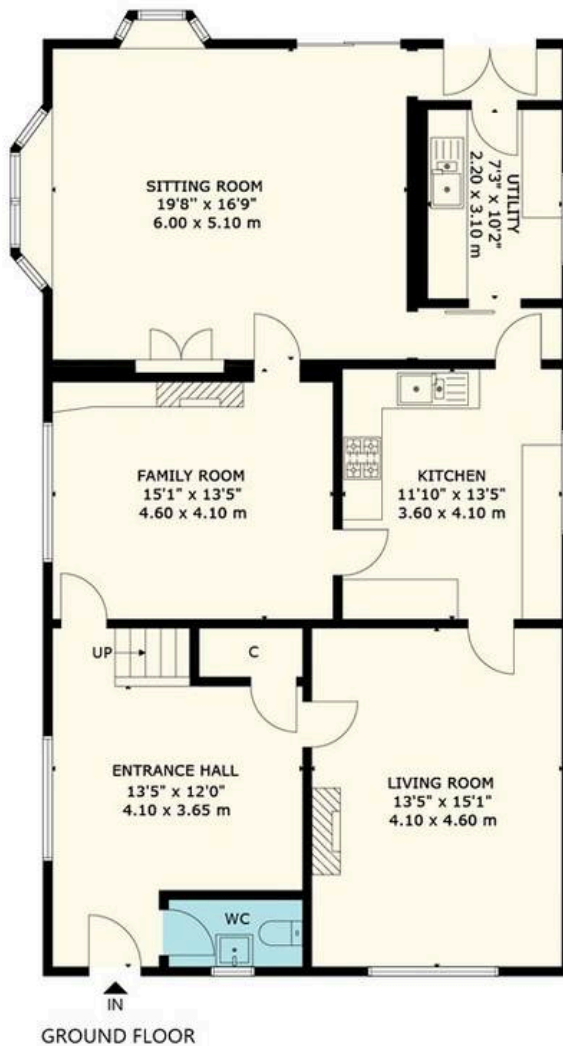 SITTING ROOM
19'8" x 16'9"
6.00 x 5.10 m
UTILITY
7'3" x 10'2"
2.20 x 3.10 m
FAMILY ROOM
15'1" x 13'5"
4.60 x 4.10 m
KITCHEN
11'10" x 13'5"
3.60 x 4.10 m
UP
C
ENTRANCE HALL
13'5" x 12'0"
4.10 x 3.65 m
LIVING ROOM
13'5" x 15'1"
4.10 x 4.60 m
WC
IN
GROUND FLOOR